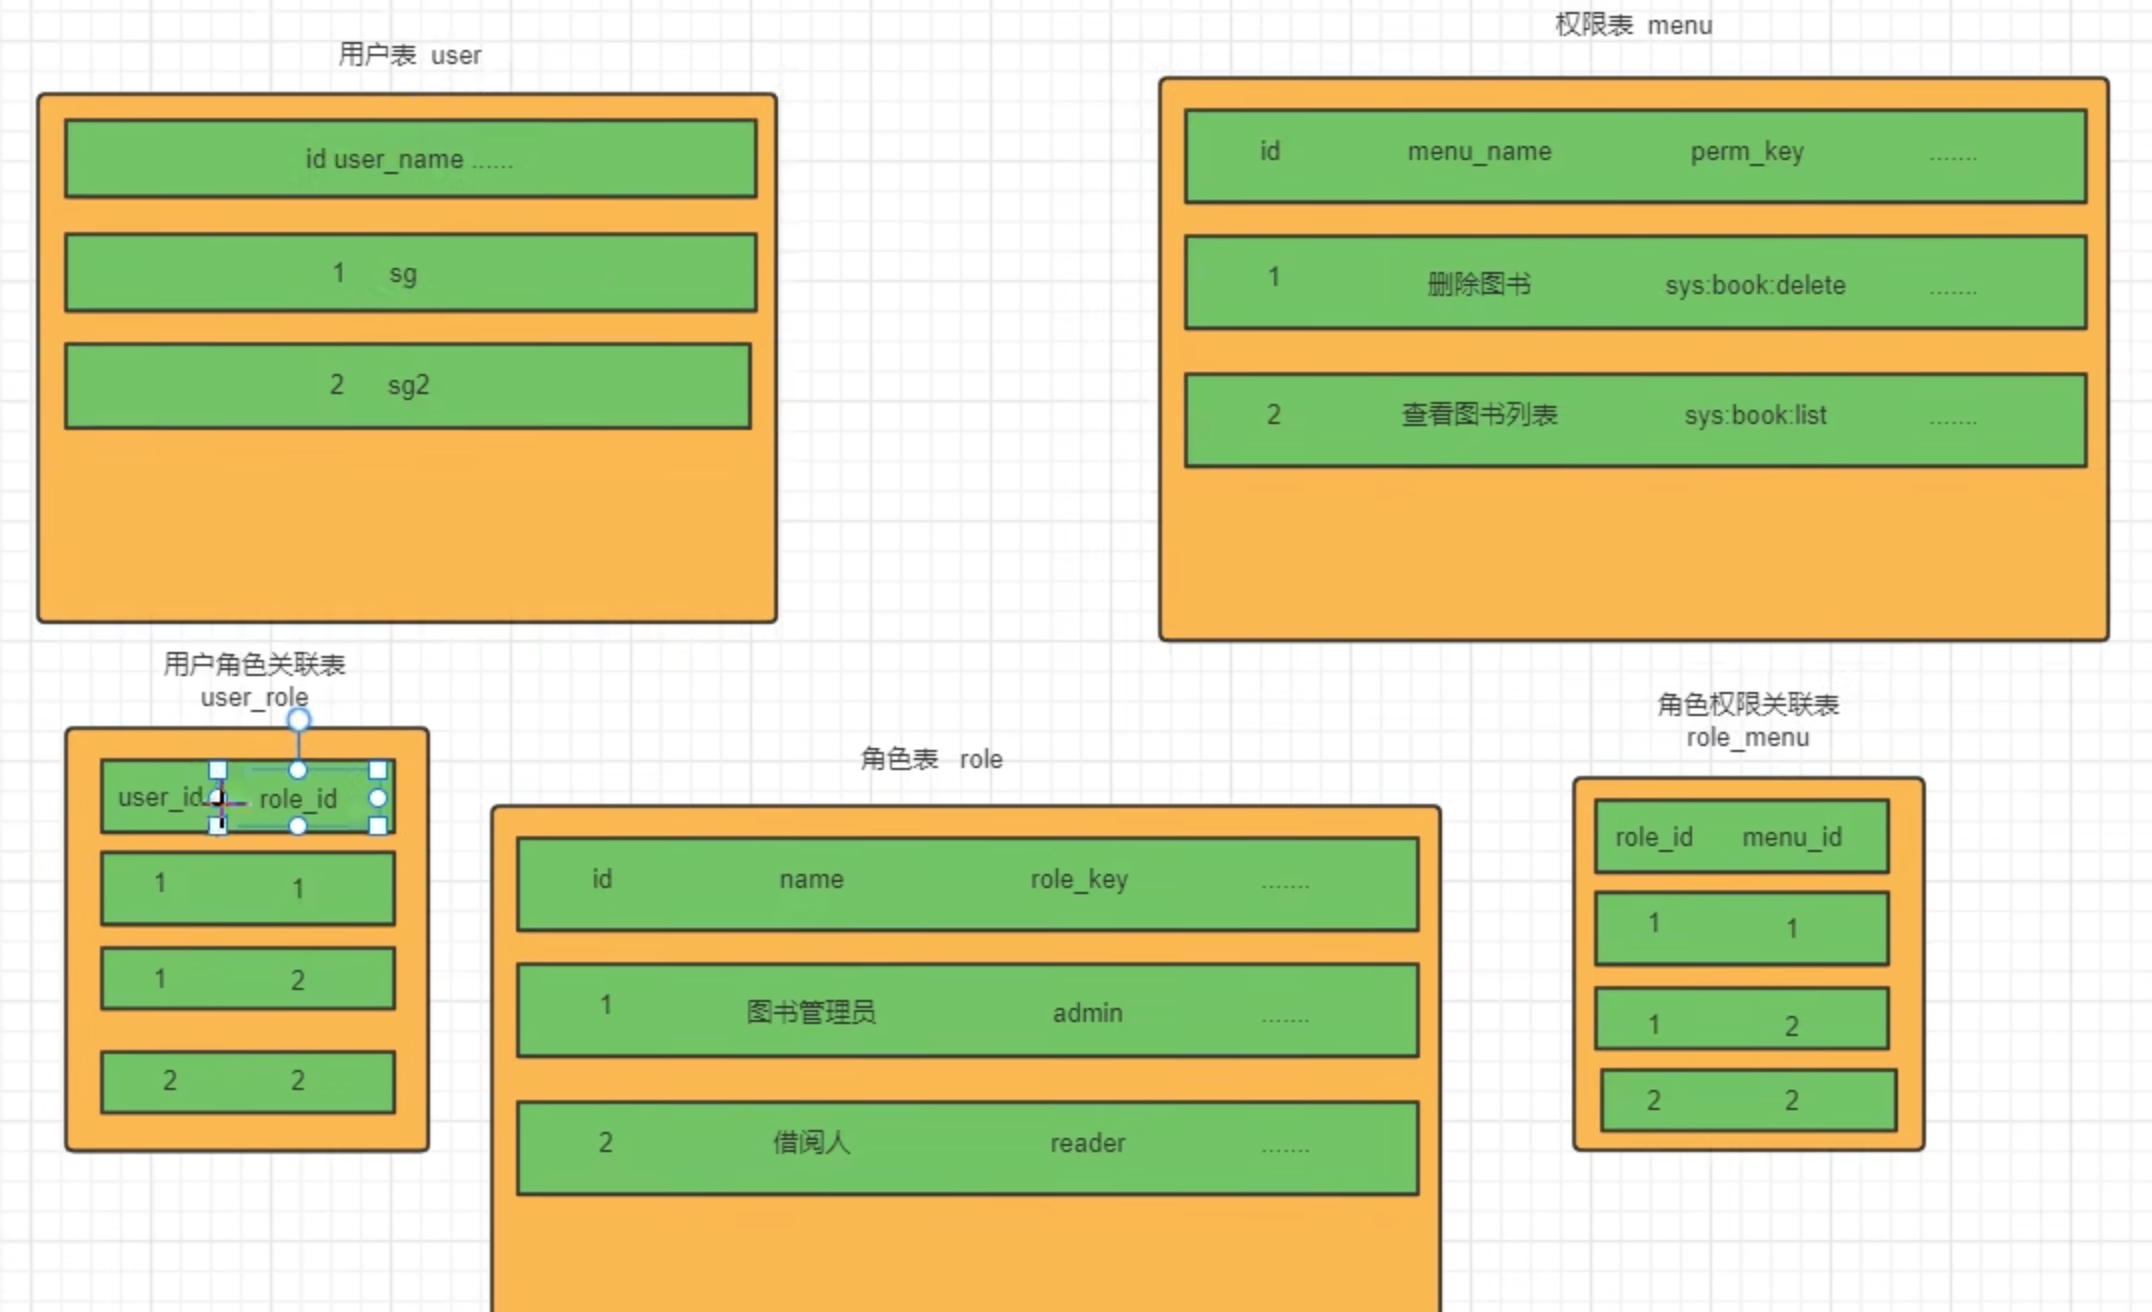 用户表 user
id user_name ......
1 sg
2 sg2
权限表 menu
id menu_name perm_key .......
1 删除图书 sys:book:delete .......
2 查看图书列表 sys:book:list .......
用户角色关联表
user_role
user_id role_id
1 1
1 2
2 2
角色表 role
id name role_key .......
1 图书管理员 admin .......
2 借阅人 reader .......
角色权限关联表
role_menu
role_id menu_id
1 1
1 2
2 2